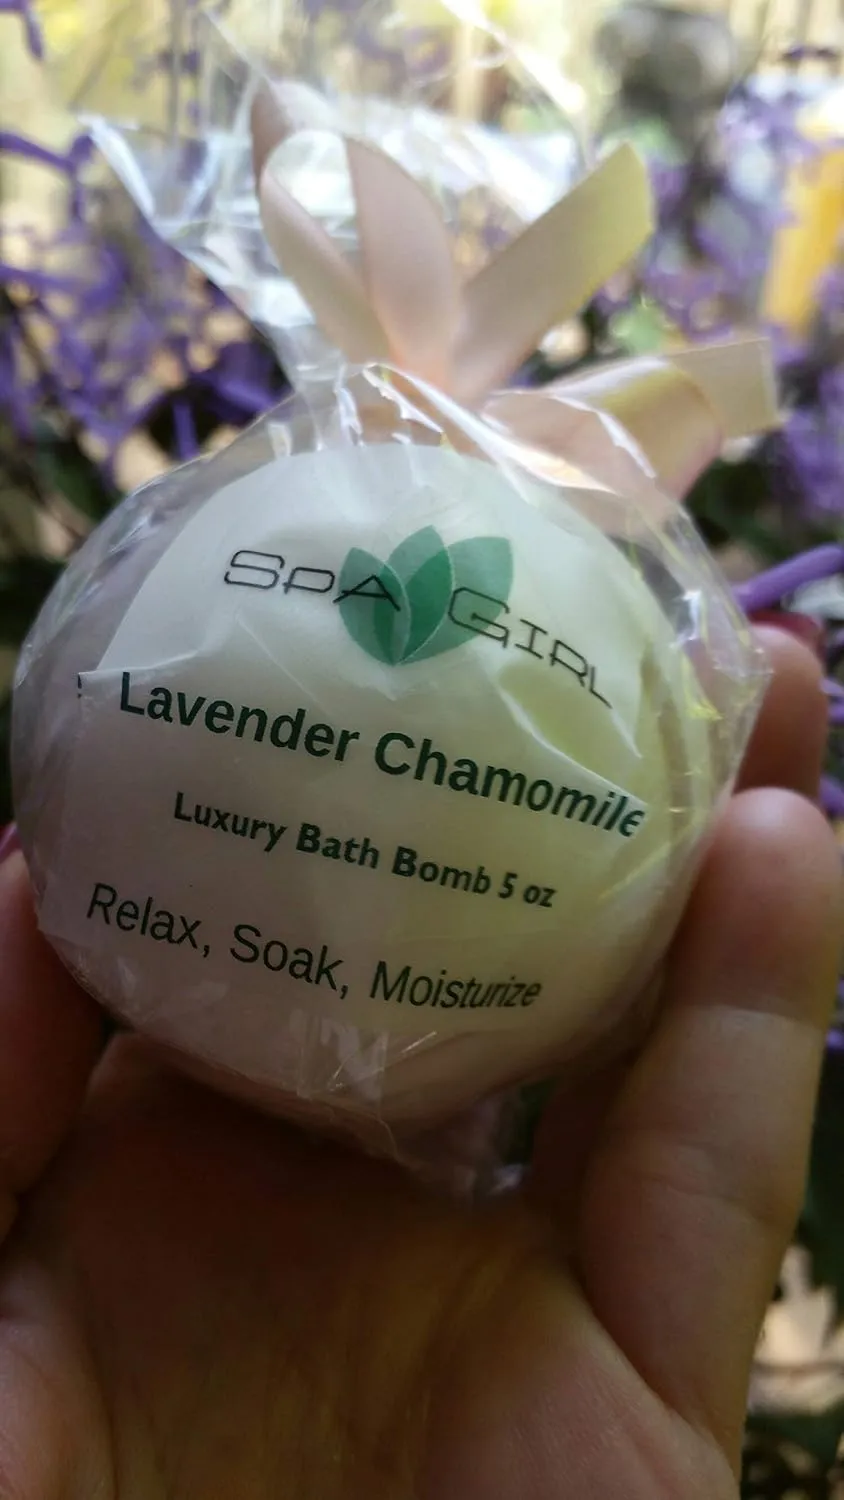 SPA GIRL
Lavender Chamomile
Luxury Bath Bomb 5 oz
Relax, Soak, Moisturize